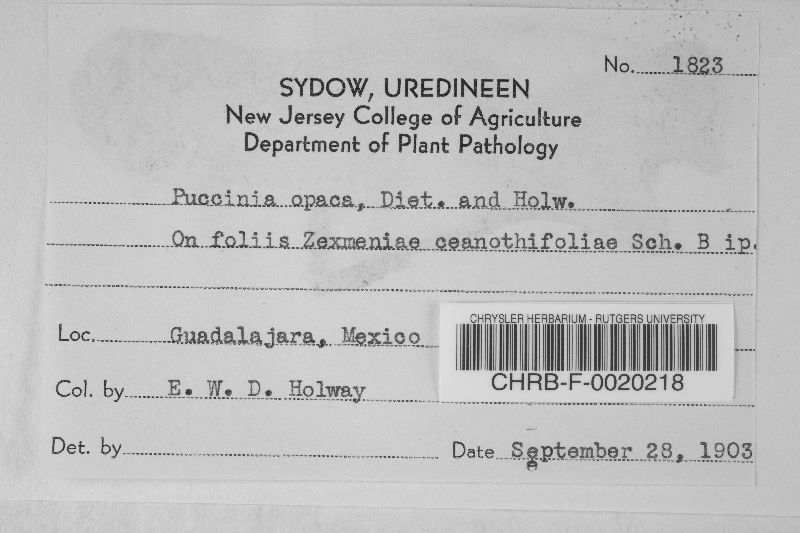 No. 1823
SYDOW, UREDINEEN
New Jersey College of Agriculture
Department of Plant Pathology
Puccinia opaca, Diet. and Holw.
On foliis Zexmeniae ceanothifoliae Sch. B ip.
Loc. Guadalajara, Mexico
CHRYSLER HERBARIUM - RUTGERS UNIVERSITY
CHRB-F-0020218
Col. by E. W. D. Holway
Det. by
Date September 28, 1903